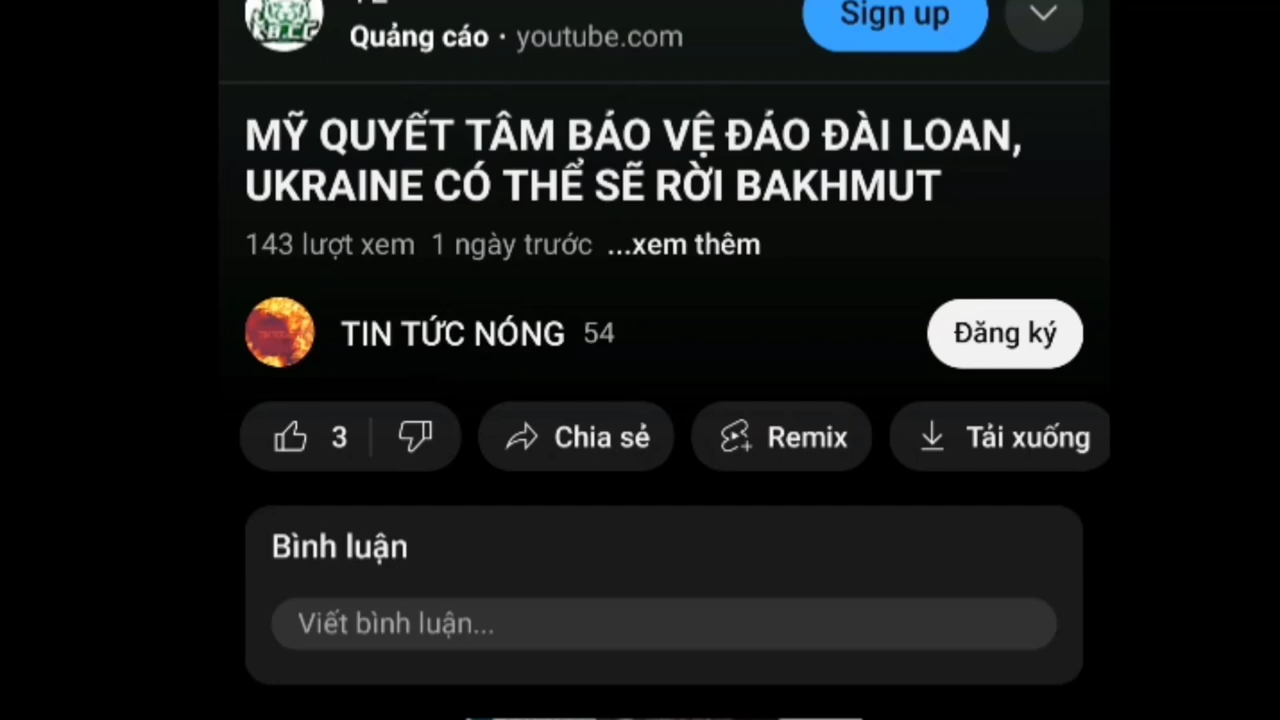 Sign up
Quảng cáo · youtube.com
MỸ QUYẾT TÂM BẢO VỆ ĐẢO ĐÀI LOAN,
UKRAINE CÓ THỂ SẼ RỜI BAKHMUT
143 lượt xem 1 ngày trước ...xem thêm
TIN TỨC NÓNG 54
Đăng ký
3 Chia sẻ Remix Tải xuống
Bình luận
Viết bình luận...